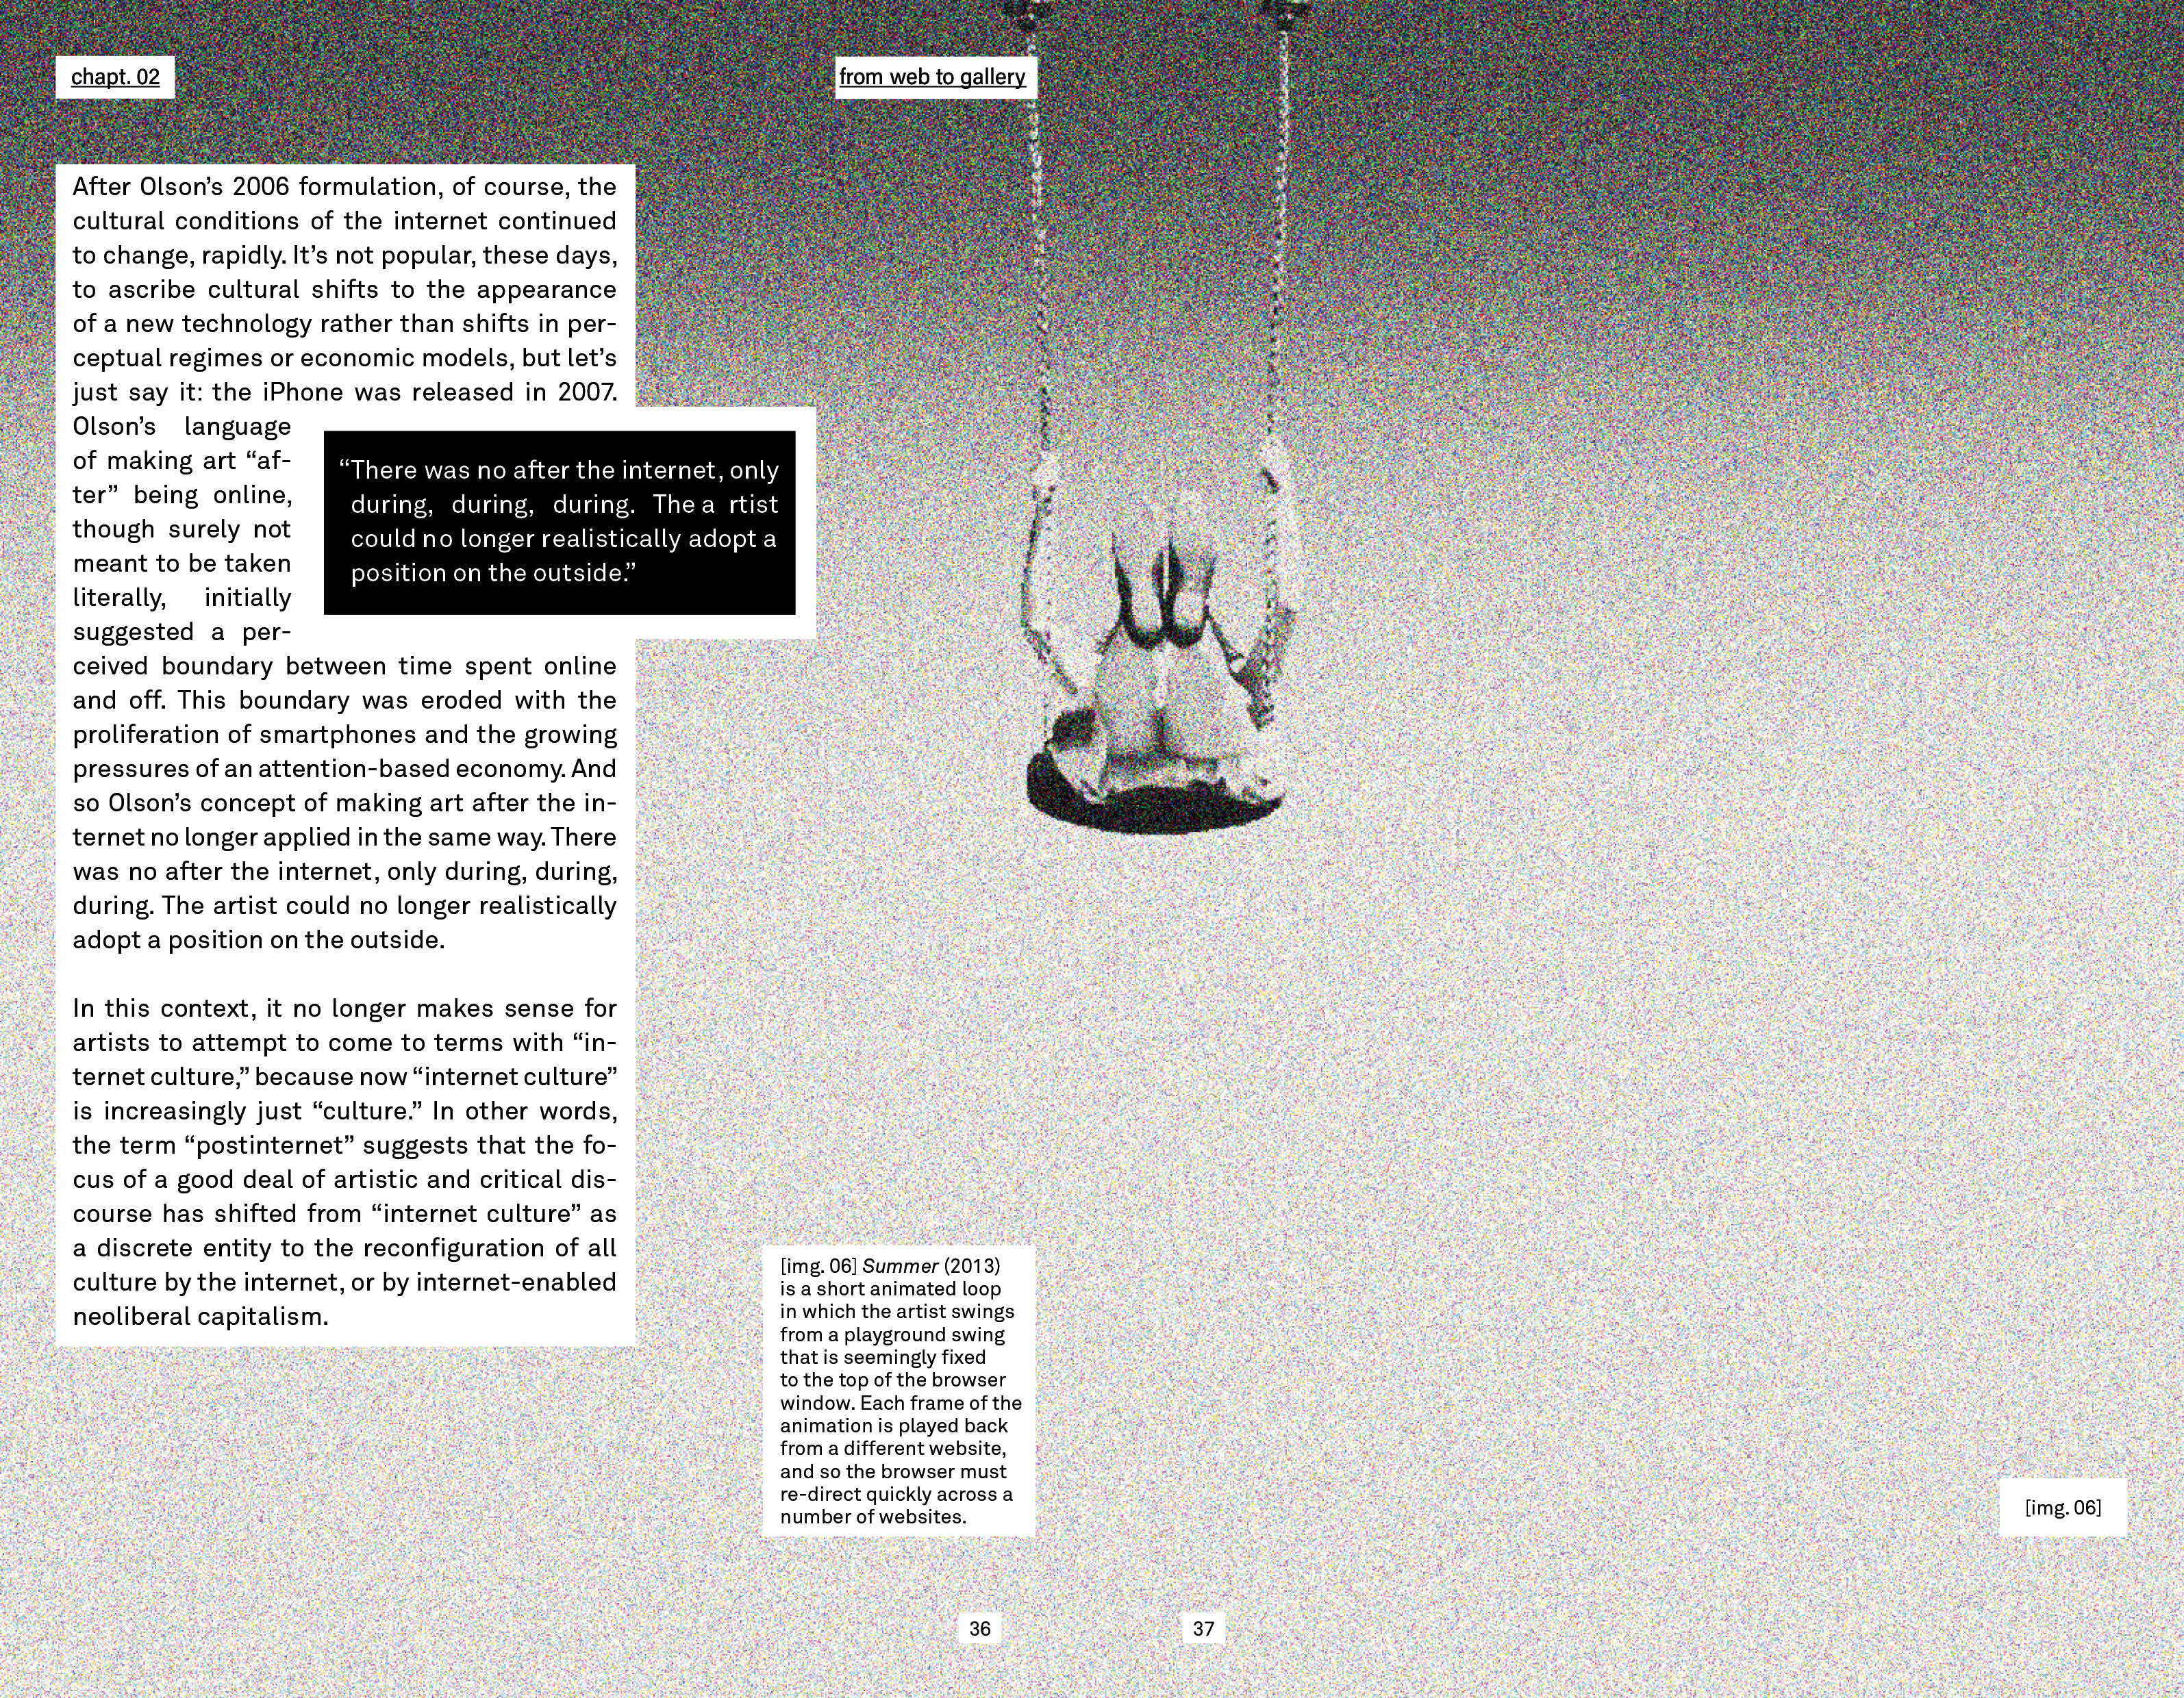 chapt. 02
from web to gallery
After Olson’s 2006 formulation, of course, the
cultural conditions of the internet continued
to change, rapidly. It’s not popular, these days,
to ascribe cultural shifts to the appearance
of a new technology rather than shifts in per-
ceptual regimes or economic models, but let’s
just say it: the iPhone was released in 2007.
Olson’s language
of making art “af-
ter” being online,
though surely not
meant to be taken
literally, initially
suggested a per-
ceived boundary between time spent online
and off. This boundary was eroded with the
proliferation of smartphones and the growing
pressures of an attention-based economy. And
so Olson’s concept of making art after the in-
ternet no longer applied in the same way. There
was no after the internet, only during, during,
during. The artist could no longer realistically
adopt a position on the outside.
“There was no after the internet, only
during, during, during. The a rtist
could no longer realistically adopt a
position on the outside.”
In this context, it no longer makes sense for
artists to attempt to come to terms with “in-
ternet culture,” because now “internet culture”
is increasingly just “culture.” In other words,
the term “postinternet” suggests that the fo-
cus of a good deal of artistic and critical dis-
course has shifted from “internet culture” as
a discrete entity to the reconfiguration of all
culture by the internet, or by internet-enabled
neoliberal capitalism.
[img. 06] Summer (2013)
is a short animated loop
in which the artist swings
from a playground swing
that is seemingly fixed
to the top of the browser
window. Each frame of the
animation is played back
from a different website,
and so the browser must
re-direct quickly across a
number of websites.
[img. 06]
36
37